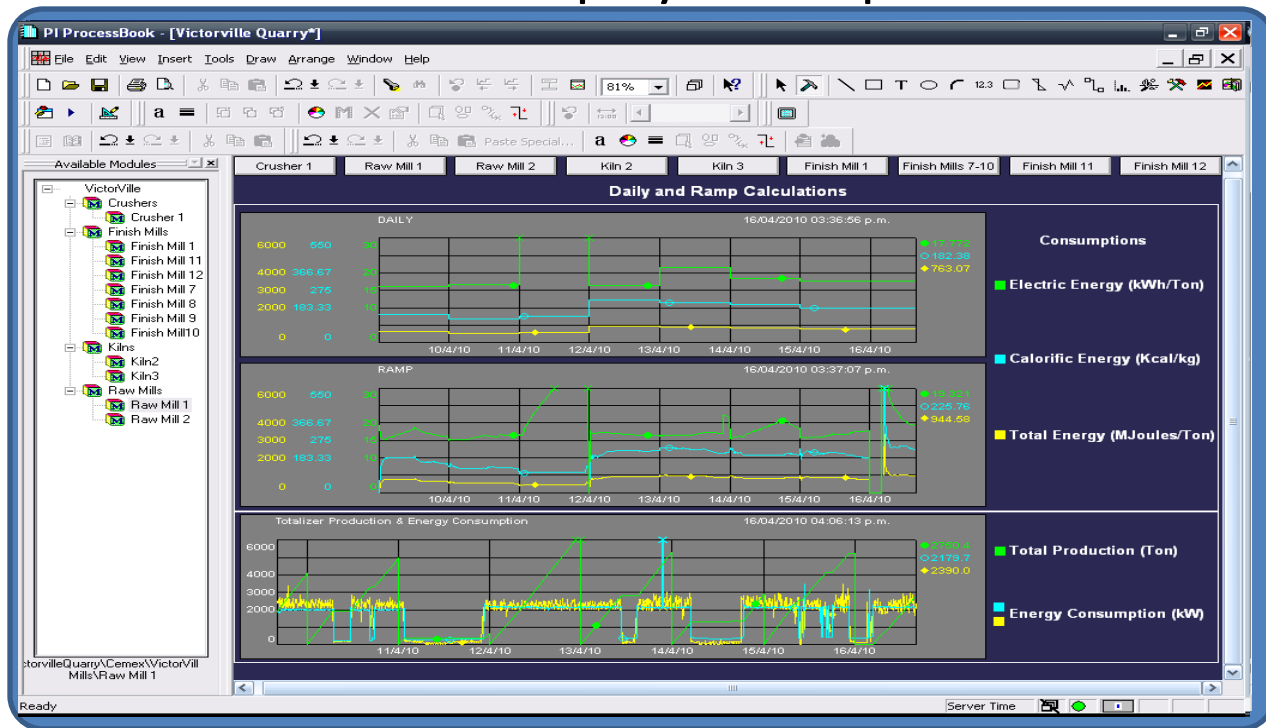 PI ProcessBook - [Victorville Quarry*]
File Edit View Insert Tools Draw Arrange Window Help
81%
12.3
a
Paste Special... a
Available Modules
Crusher 1 Raw Mill 1 Raw Mill 2 Kiln 2 Kiln 3 Finish Mill 1 Finish Mills 7-10 Finish Mill 11 Finish Mill 12
VictorVille
Crushers
Crusher 1
Finish Mills
Finish Mill 1
Finish Mill 11
Finish Mill 12
Finish Mill 7
Finish Mill 8
Finish Mill 9
Finish Mill10
Kilns
Kiln2
Kiln3
Raw Mills
Raw Mill 1
Raw Mill 2
Daily and Ramp Calculations
DAILY 16/04/2010 03:36:56 p.m.
6000 550 30
4000 366.67 20
3000 275 15
2000 183.33 10
0 0 0
17.772
182.38
763.07
10/4/10 11/4/10 12/4/10 13/4/10 14/4/10 15/4/10 16/4/10
RAMP 16/04/2010 03:37:07 p.m.
6000 550 30
4000 366.67 20
3000 275 15
2000 183.33 10
0 0 0
225.76
944.58
10/4/10 11/4/10 12/4/10 13/4/10 14/4/10 15/4/10 16/4/10
Consumptions
Electric Energy (kWh/Ton)
Calorific Energy (Kcal/kg)
Total Energy (MJoules/Ton)
Totalizer Production & Energy Consumption 16/04/2010 04:06:13 p.m.
6000
4000
3000
2000
0
2179.7
2390.0
11/4/10 12/4/10 13/4/10 14/4/10 15/4/10 16/4/10
Total Production (Ton)
Energy Consumption (kW)
torvilleQuarry\Cemex\VictorVill
Mills\Raw Mill 1
Ready Server Time